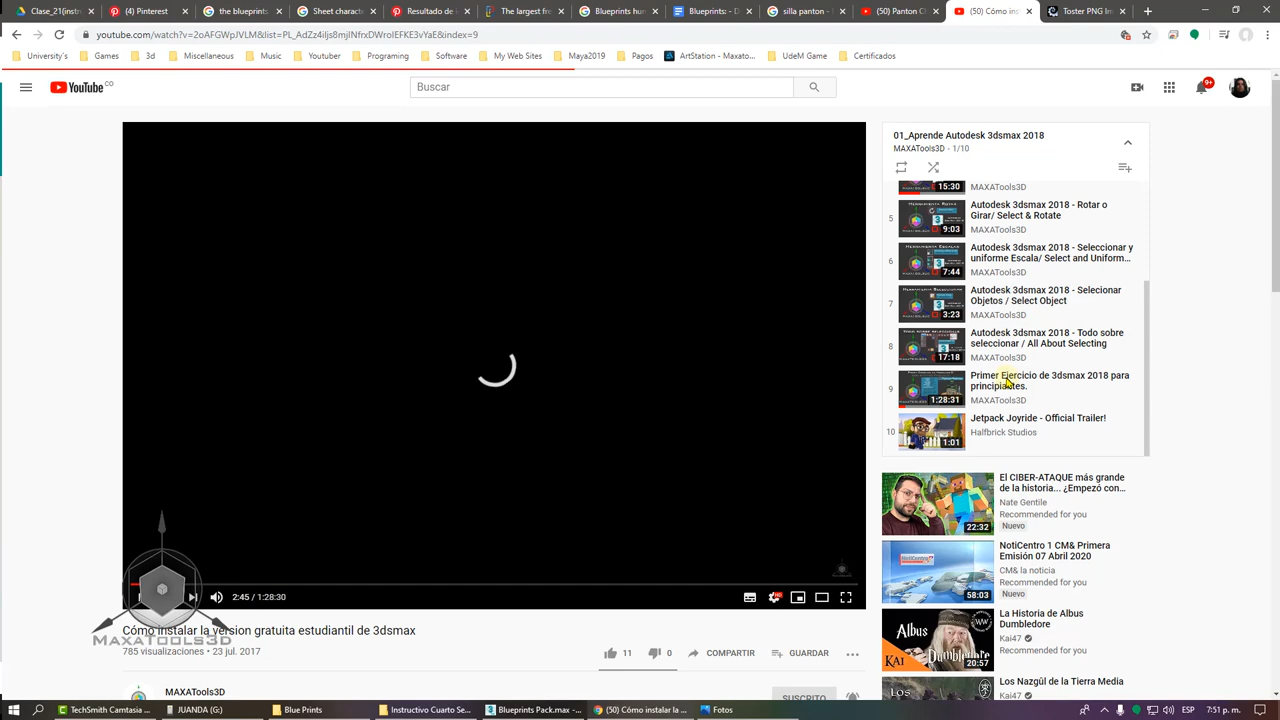 Clase_21(inst
(4) Pinterest
the blueprints
Sheet charact
Resultado de i
The largest fre
Blueprints hu
Blueprints - D
silla panton -
(50) Panton Cl
(50) Cómo ins
Toster PNG Im
youtube.com/watch?v=2oAFGWpJVLM&list=PL_AdZz4iIjs8mjINfrxDWroIEFKE3vYaE&index=9
University's
Games
3d
Miscellaneous
Music
Youtuber
Programing
Software
My Web Sites
Maya2019
Pagos
ArtStation - Maxato...
UdeM Game
Certificados
YouTube CO
Buscar
9+
01_Aprende Autodesk 3dsmax 2018
MAXATools3D - 1/10
15:30
MAXATools3D
5
9:03
Autodesk 3dsmax 2018 - Rotar o
Girar/ Select & Rotate
MAXATools3D
6
7:44
Autodesk 3dsmax 2018 - Seleccionar y
uniforme Escala/ Select and Uniform...
MAXATools3D
7
3:23
Autodesk 3dsmax 2018 - Selecionar
Objetos / Select Object
MAXATools3D
8
17:18
Autodesk 3dsmax 2018 - Todo sobre
seleccionar / All About Selecting
MAXATools3D
9
1:28:31
Primer Ejercicio de 3dsmax 2018 para
principiantes.
MAXATools3D
10
1:01
Jetpack Joyride - Official Trailer!
Halfbrick Studios
22:32
El CIBER-ATAQUE más grande
de la historia... ¿Empezó con...
Nate Gentile
Recommended for you
Nuevo
58:03
NotiCentro 1 CM& Primera
Emisión 07 Abril 2020
CM& la noticia
Recommended for you
Nuevo
ALBUS
DUMBLEDORE
KAI
20:57
La Historia de Albus
Dumbledore
Kai47
Recommended for you
LOS
Los Nazgûl de la Tierra Media
Kai47
2:45 / 1:28:30
MAXATOOLS3D
Cómo instalar la versión gratuita estudiantil de 3dsmax
785 visualizaciones • 23 jul. 2017
11
0
COMPARTIR
GUARDAR
MAXATools3D
SUSCRITO
TechSmith Camtasia ...
JUANDA (G:)
Blue Prints
Instructivo Cuarto Se...
Blueprints Pack.max -...
(50) Cómo instalar la ...
Fotos
ESP
7:51 p. m.